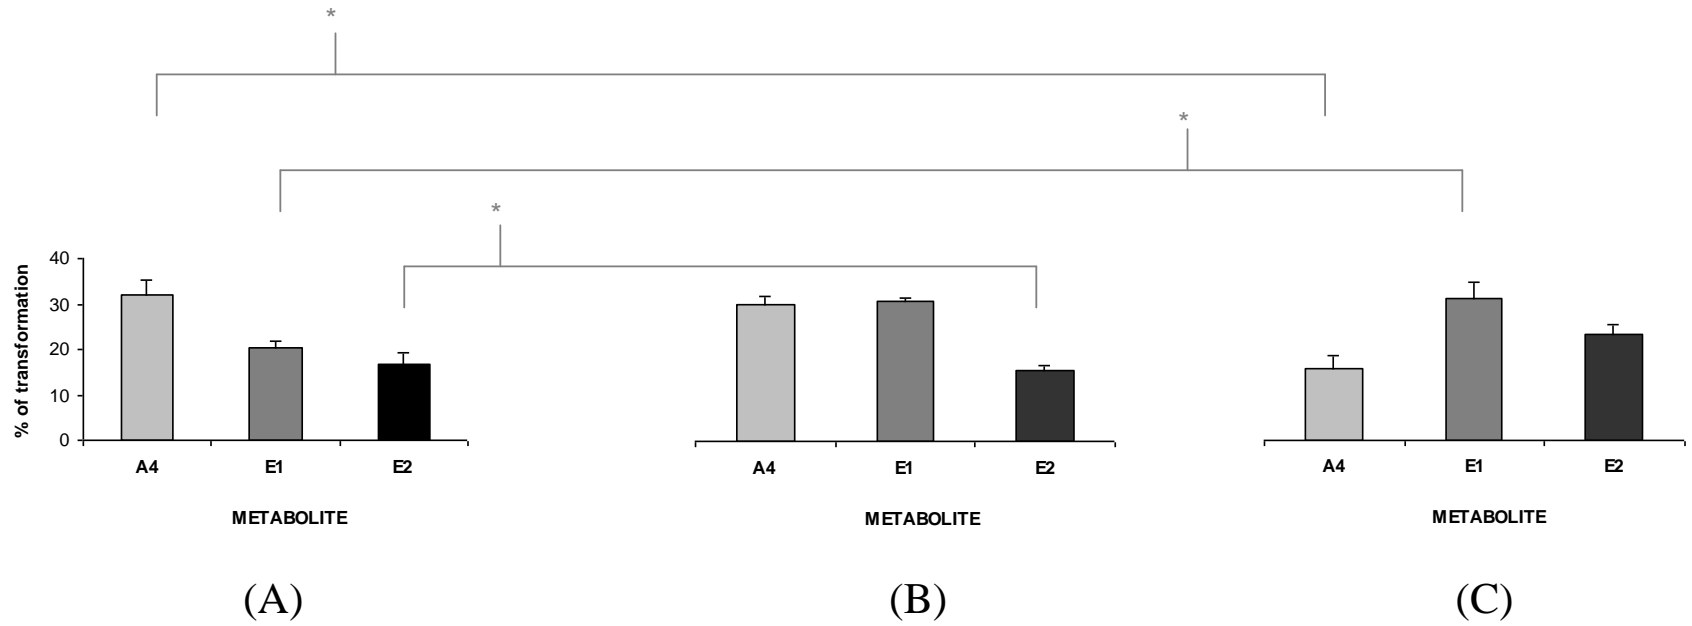 *
*
*
% of transformation
40
30
20
10
0
A4 E1 E2
METABOLITE
(A)
A4 E1 E2
METABOLITE
(B)
A4 E1 E2
METABOLITE
(C)